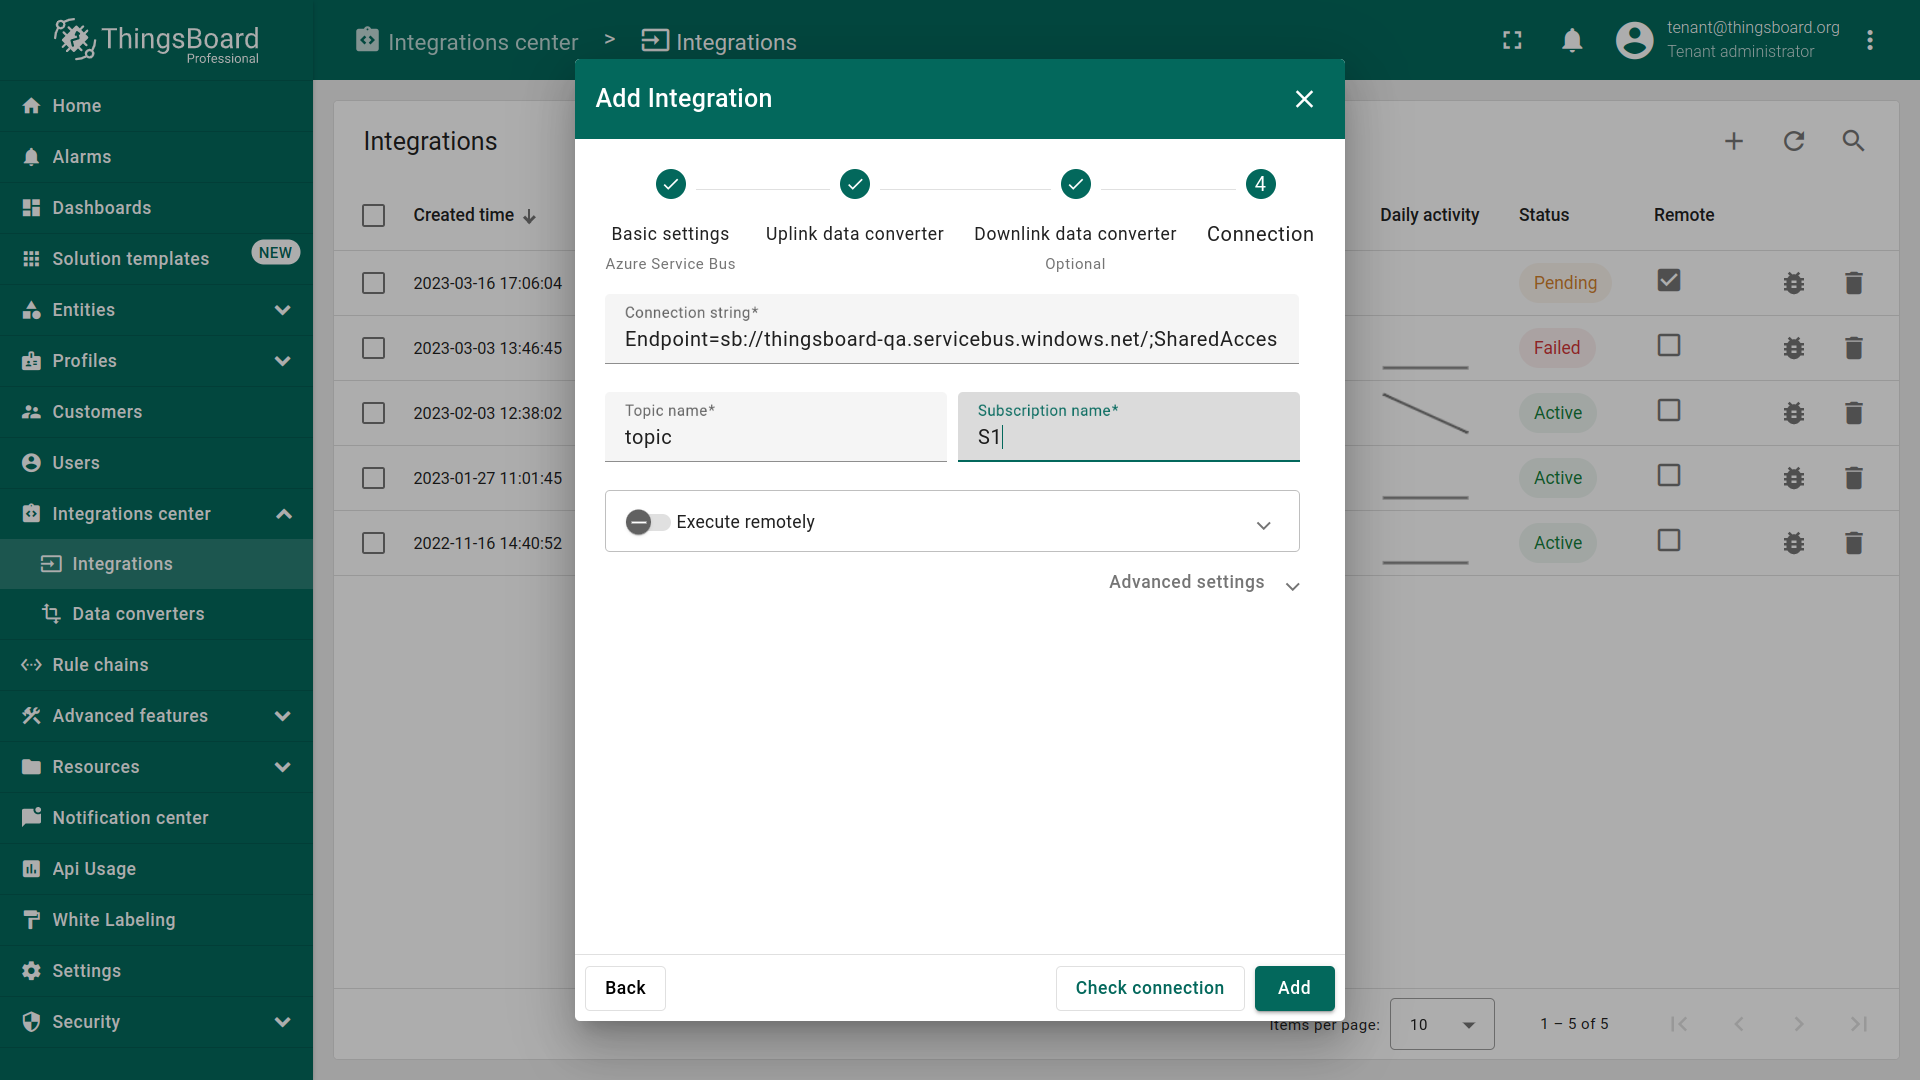 ThingsBoard
Professional
Integrations center > Integrations
tenant@thingsboard.org
Tenant administrator
Home
Alarms
Dashboards
Solution templates NEW
Entities
Profiles
Customers
Users
Integrations center
Integrations
Data converters
Rule chains
Advanced features
Resources
Notification center
Api Usage
White Labeling
Settings
Security
Integrations
Created time Daily activity Status Remote
2023-03-16 17:06:04 Pending
2023-03-03 13:46:45 Failed
2023-02-03 12:38:02 Active
2023-01-27 11:01:45 Active
2022-11-16 14:40:52 Active
Items per page: 10 1 – 5 of 5
Add Integration
4
Basic settings Uplink data converter Downlink data converter Connection
Azure Service Bus Optional
Connection string*
Endpoint=sb://thingsboard-qa.servicebus.windows.net/;SharedAcces
Topic name* Subscription name*
topic S1
Execute remotely
Advanced settings
Back Check connection Add